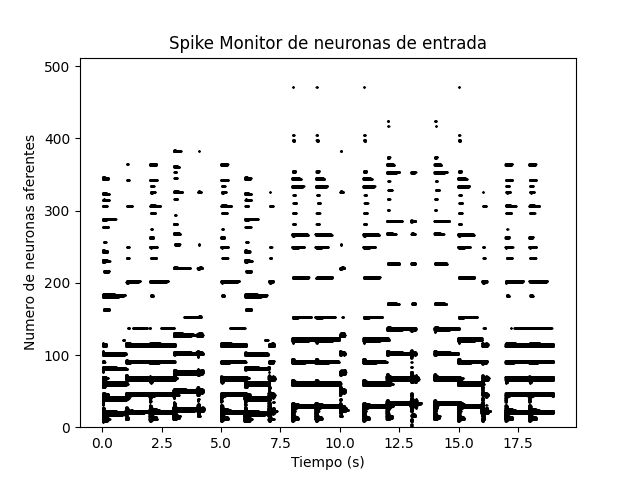 Spike Monitor de neuronas de entrada
Numero de neuronas aferentes
500
400
300
200
100
0
0.0 2.5 5.0 7.5 10.0 12.5 15.0 17.5
Tiempo (s)